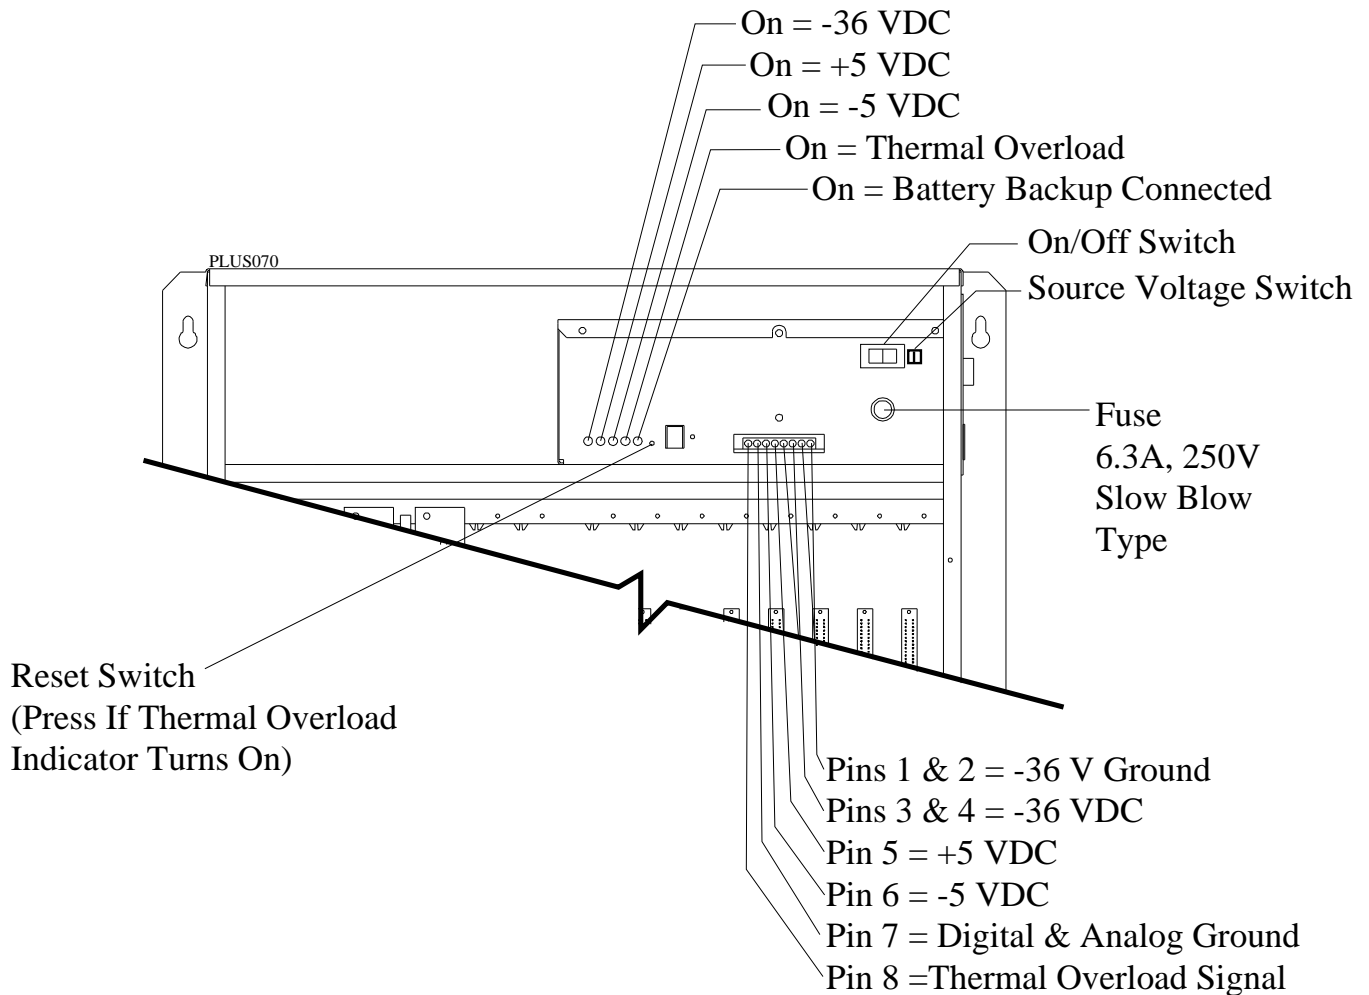 On = -36 VDC
On = +5 VDC
On = -5 VDC
On = Thermal Overload
On = Battery Backup Connected
On/Off Switch
PLUS070
Source Voltage Switch
Fuse
6.3A, 250V
Slow Blow
Type
Reset Switch
(Press If Thermal Overload
Indicator Turns On)
Pins 1 & 2 = -36 V Ground
Pins 3 & 4 = -36 VDC
Pin 5 = +5 VDC
Pin 6 = -5 VDC
Pin 7 = Digital & Analog Ground
Pin 8 =Thermal Overload Signal